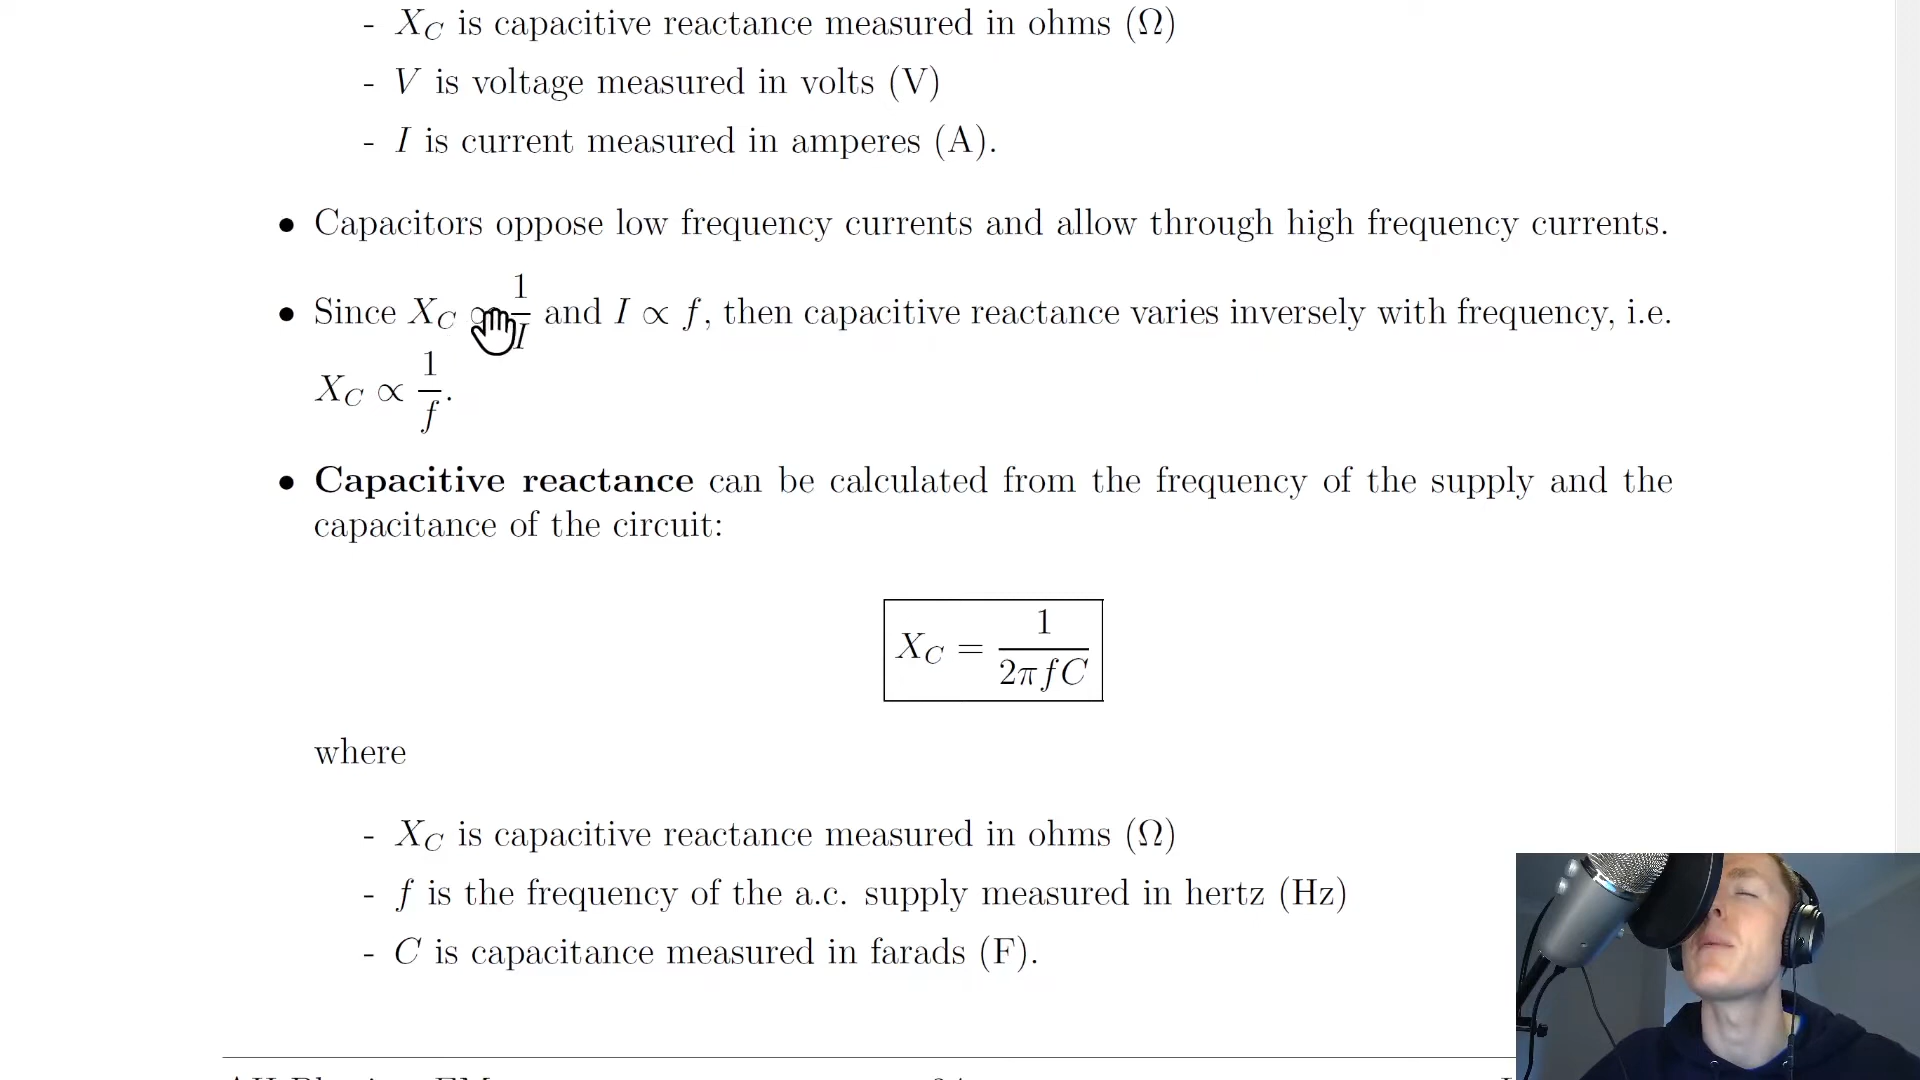 - X_C is capacitive reactance measured in ohms (Ω)
- V is voltage measured in volts (V)
- I is current measured in amperes (A).
• Capacitors oppose low frequency currents and allow through high frequency currents.
• Since X_C ∝ 1/I and I ∝ f, then capacitive reactance varies inversely with frequency, i.e.
X_C ∝ 1/f.
• Capacitive reactance can be calculated from the frequency of the supply and the
capacitance of the circuit:
X_C = 1/(2πfC)
where
- X_C is capacitive reactance measured in ohms (Ω)
- f is the frequency of the a.c. supply measured in hertz (Hz)
- C is capacitance measured in farads (F).